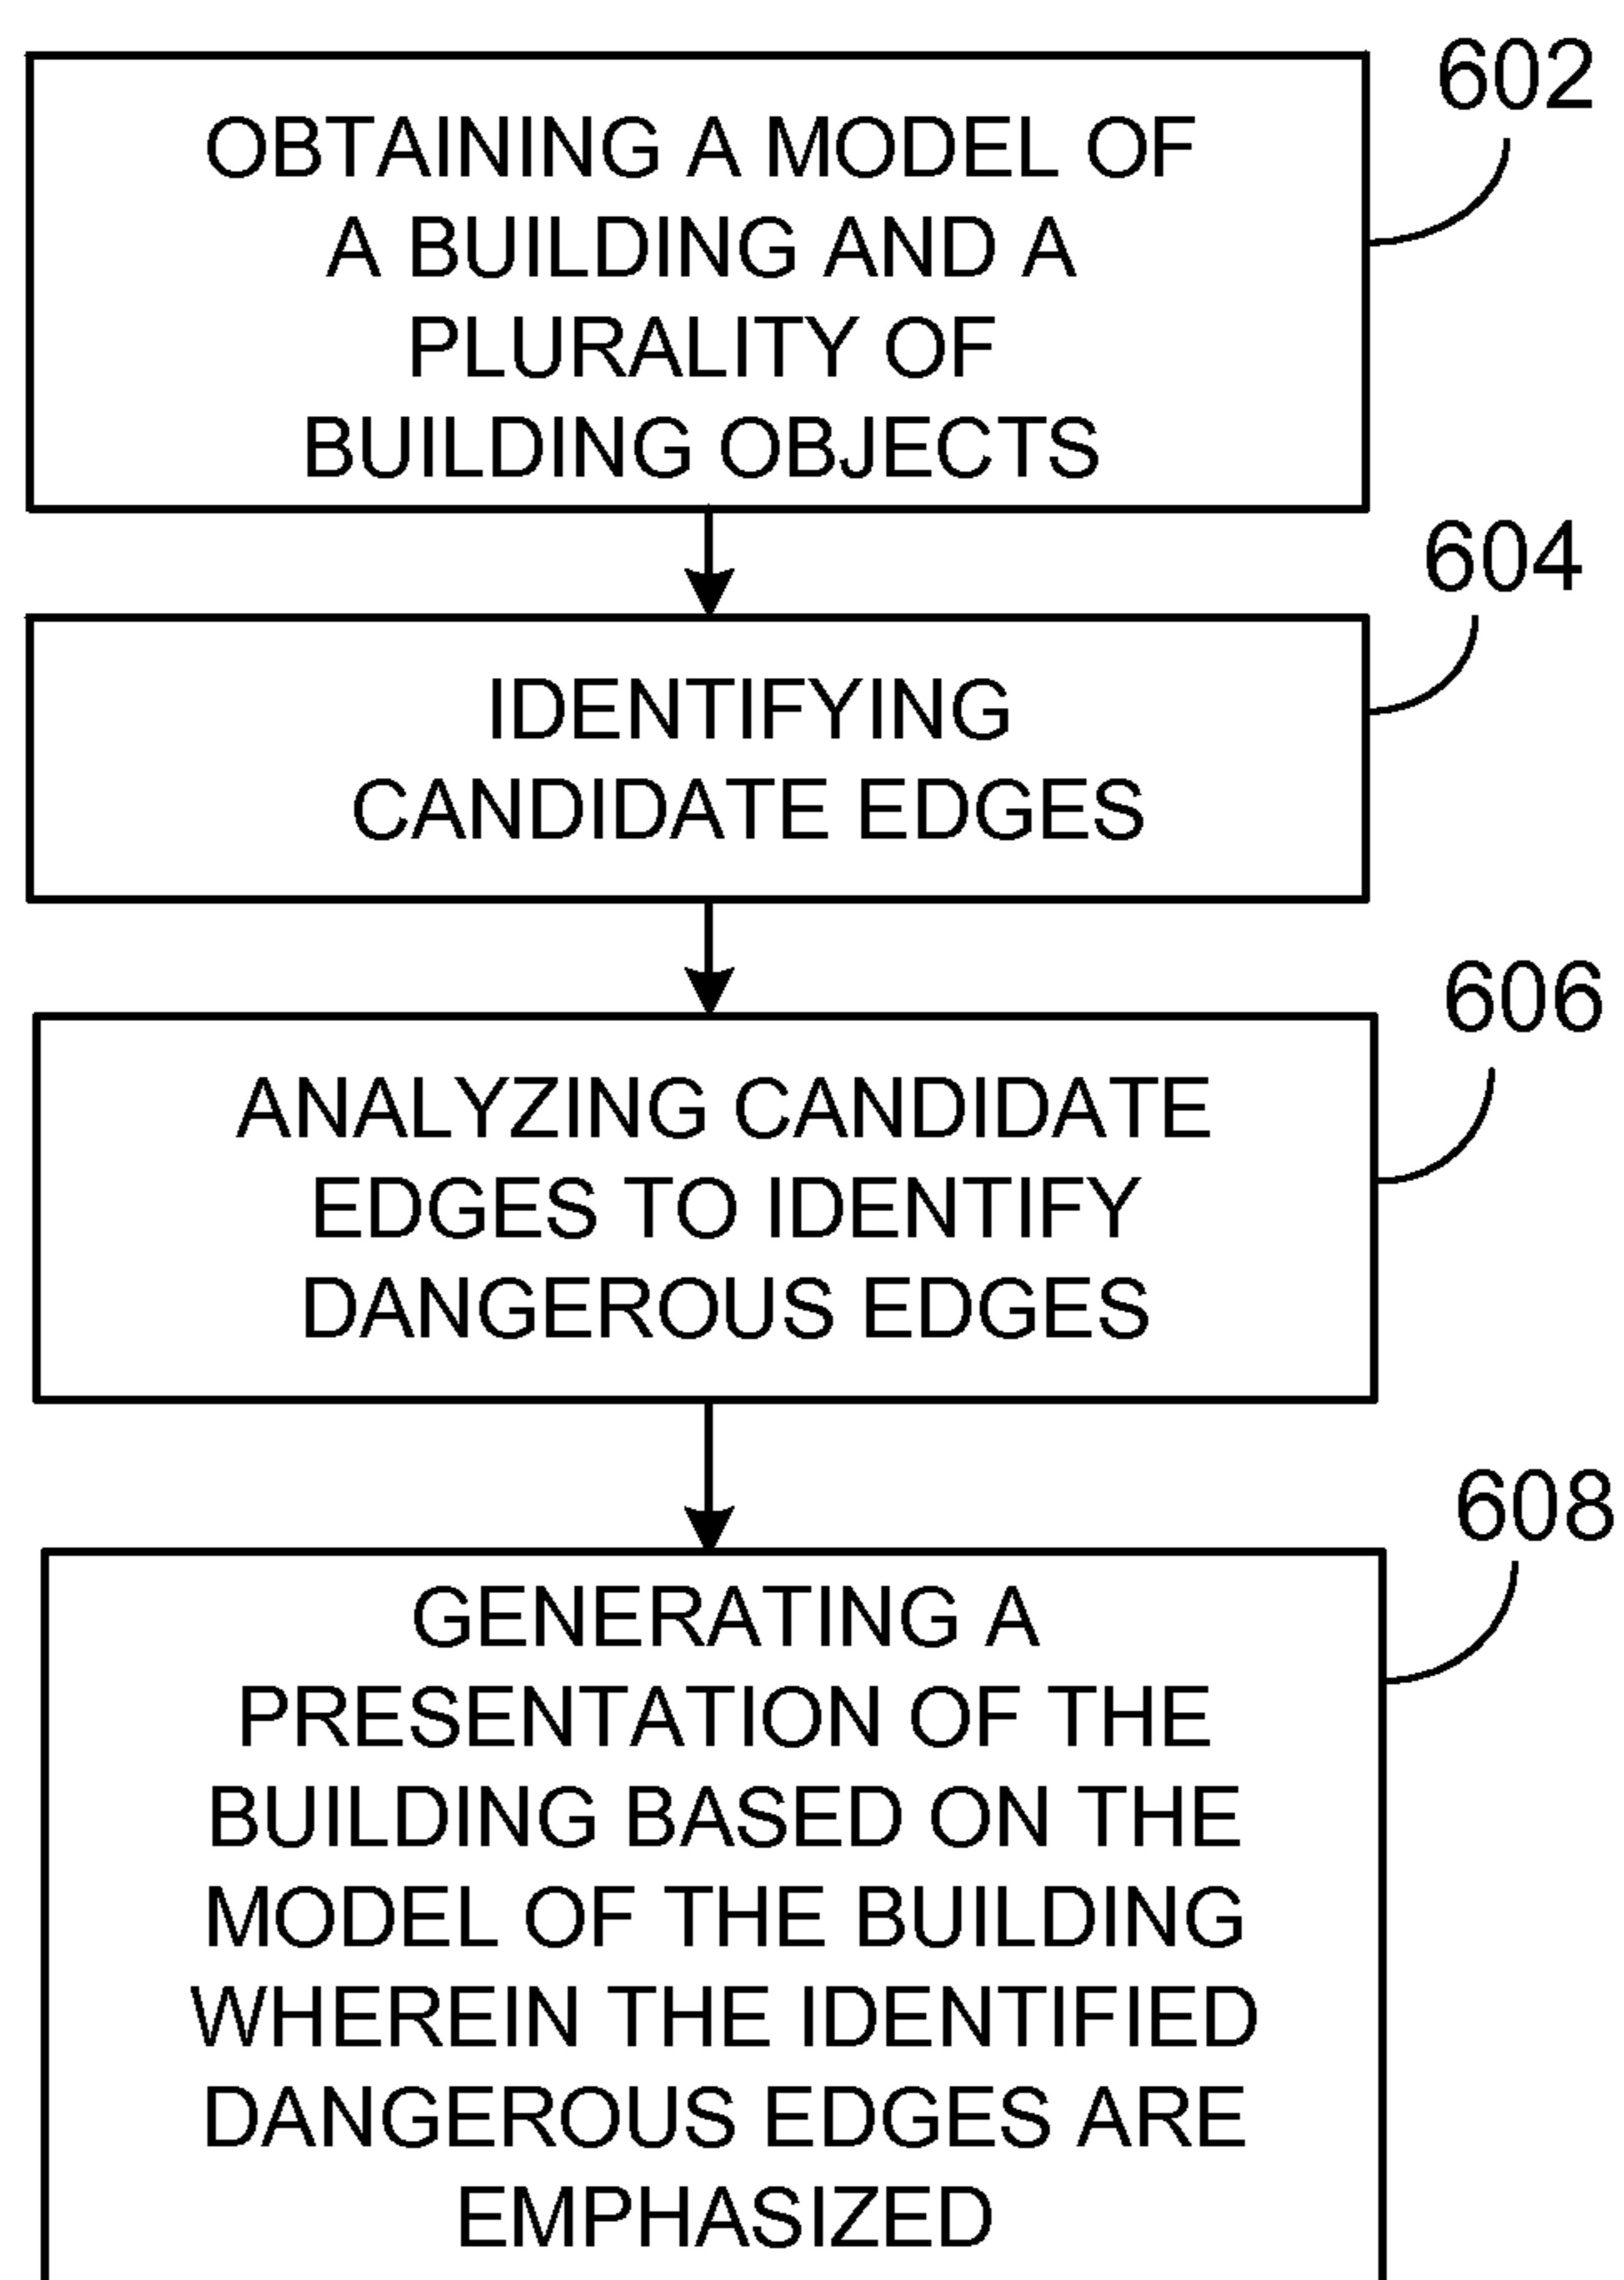 602
OBTAINING A MODEL OF
A BUILDING AND A
PLURALITY OF
BUILDING OBJECTS
604
IDENTIFYING
CANDIDATE EDGES
606
ANALYZING CANDIDATE
EDGES TO IDENTIFY
DANGEROUS EDGES
608
GENERATING A
PRESENTATION OF THE
BUILDING BASED ON THE
MODEL OF THE BUILDING
WHEREIN THE IDENTIFIED
DANGEROUS EDGES ARE
EMPHASIZED